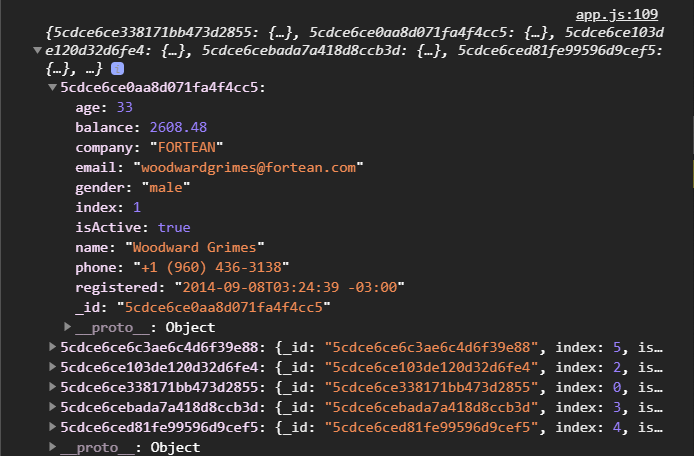 app.js:109
{5cdce6ce338171bb473d2855: {…}, 5cdce6ce0aa8d071fa4f4cc5: {…}, 5cdce6ce103d
e120d32d6fe4: {…}, 5cdce6cebada7a418d8ccb3d: {…}, 5cdce6ced81fe99596d9cef5:
{…}, …} i
5cdce6ce0aa8d071fa4f4cc5:
age: 33
balance: 2608.48
company: "FORTEAN"
email: "woodwardgrimes@fortean.com"
gender: "male"
index: 1
isActive: true
name: "Woodward Grimes"
phone: "+1 (960) 436-3138"
registered: "2014-09-08T03:24:39 -03:00"
_id: "5cdce6ce0aa8d071fa4f4cc5"
__proto__: Object
5cdce6ce6c3ae6c4d6f39e88: {_id: "5cdce6ce6c3ae6c4d6f39e88", index: 5, is…
5cdce6ce103de120d32d6fe4: {_id: "5cdce6ce103de120d32d6fe4", index: 2, is…
5cdce6ce338171bb473d2855: {_id: "5cdce6ce338171bb473d2855", index: 0, is…
5cdce6cebada7a418d8ccb3d: {_id: "5cdce6cebada7a418d8ccb3d", index: 3, is…
5cdce6ced81fe99596d9cef5: {_id: "5cdce6ced81fe99596d9cef5", index: 4, is…
__proto__: Object